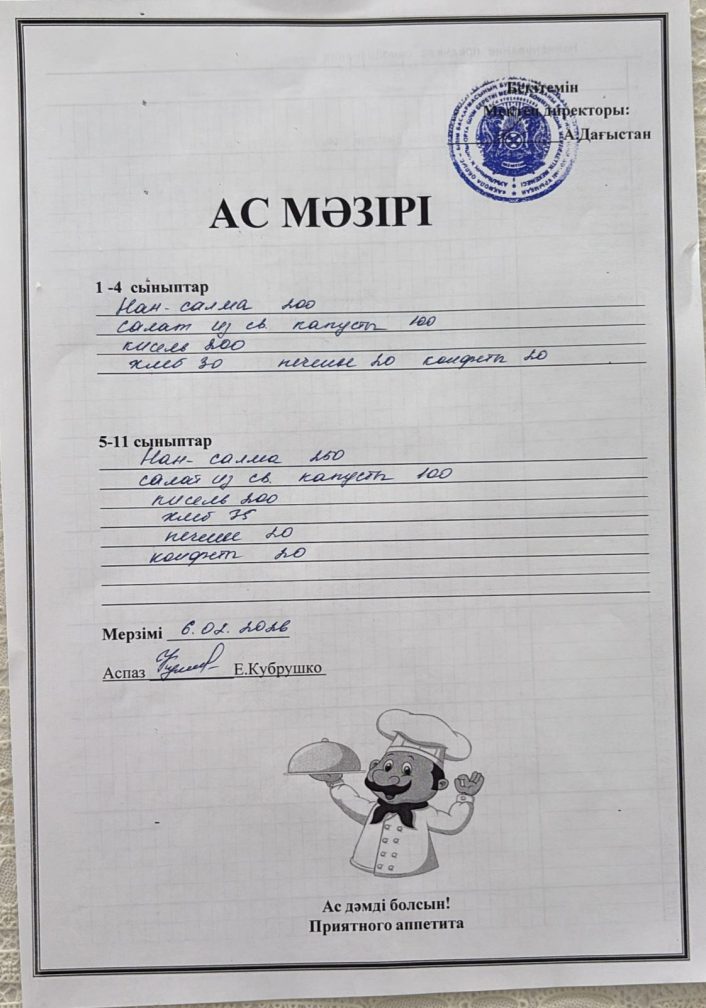 Бекітемін
Мектеп директоры:
А.Дағыстан
АС МӘЗІРІ
1 -4 сыныптар
Нан- салма 200
салат из св. капусты 100
кисель 200
хлеб 30 печенье 20 конфеты 20
5-11 сыныптар
Нан- салма 250
салат из св. капусты 100
кисель 200
хлеб 75
печенье 20
конфеты 20
Мерзімі 6.02.2026
Аспаз Е.Кубрушко
Ас дәмді болсын!
Приятного аппетита